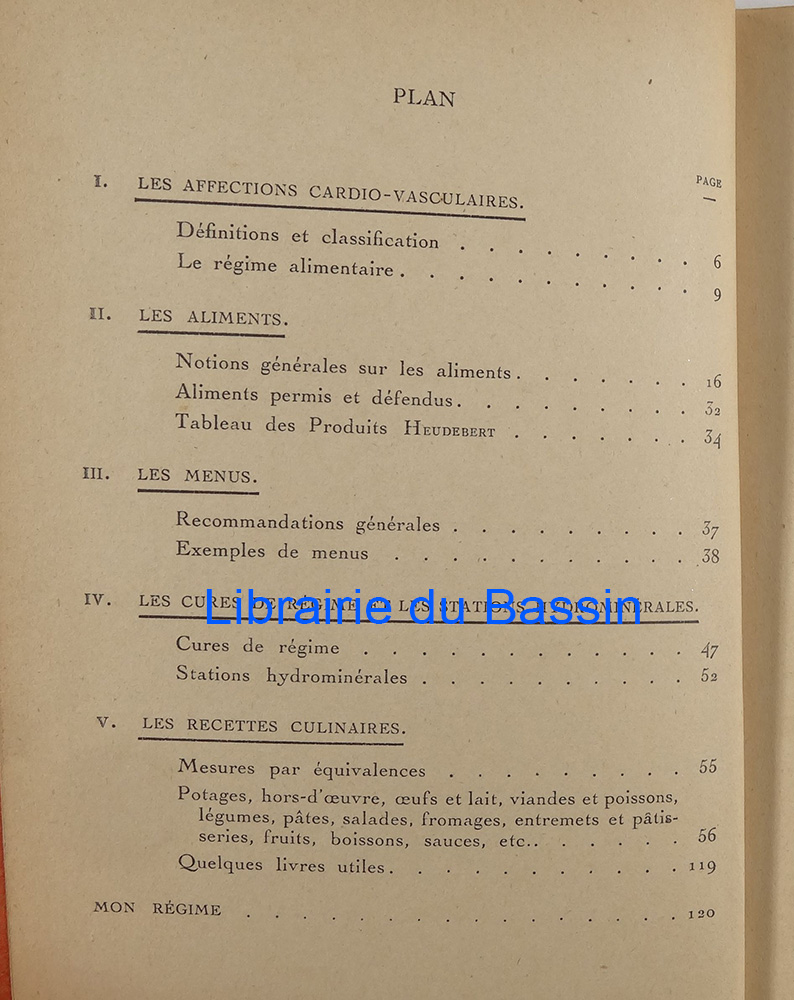 PLAN
PAGE
I. LES AFFECTIONS CARDIO-VASCULAIRES.
Définitions et classification . . . . . . . . . 6
Le régime alimentaire . . . . . . . . . . . 9
II. LES ALIMENTS.
Notions générales sur les aliments . . . . . . . 16
Aliments permis et défendus . . . . . . . . . 32
Tableau des Produits HEUDEBERT . . . . . . . 34
III. LES MENUS.
Recommandations générales . . . . . . . . . 37
Exemples de menus . . . . . . . . . . . 38
IV. LES CURES DE RÉGIME ET LES STATIONS HYDROMINÉRALES.
Librairie du Bassin
Cures de régime . . . . . . . . . . . . 47
Stations hydrominérales . . . . . . . . . . 52
V. LES RECETTES CULINAIRES.
Mesures par équivalences . . . . . . . . . 55
Potages, hors-d'œuvre, œufs et lait, viandes et poissons,
légumes, pâtes, salades, fromages, entremets et pâtis-
series, fruits, boissons, sauces, etc.. . . . . . 56
Quelques livres utiles . . . . . . . . . . . 119
MON RÉGIME . . . . . . . . . . . . . . . . 120